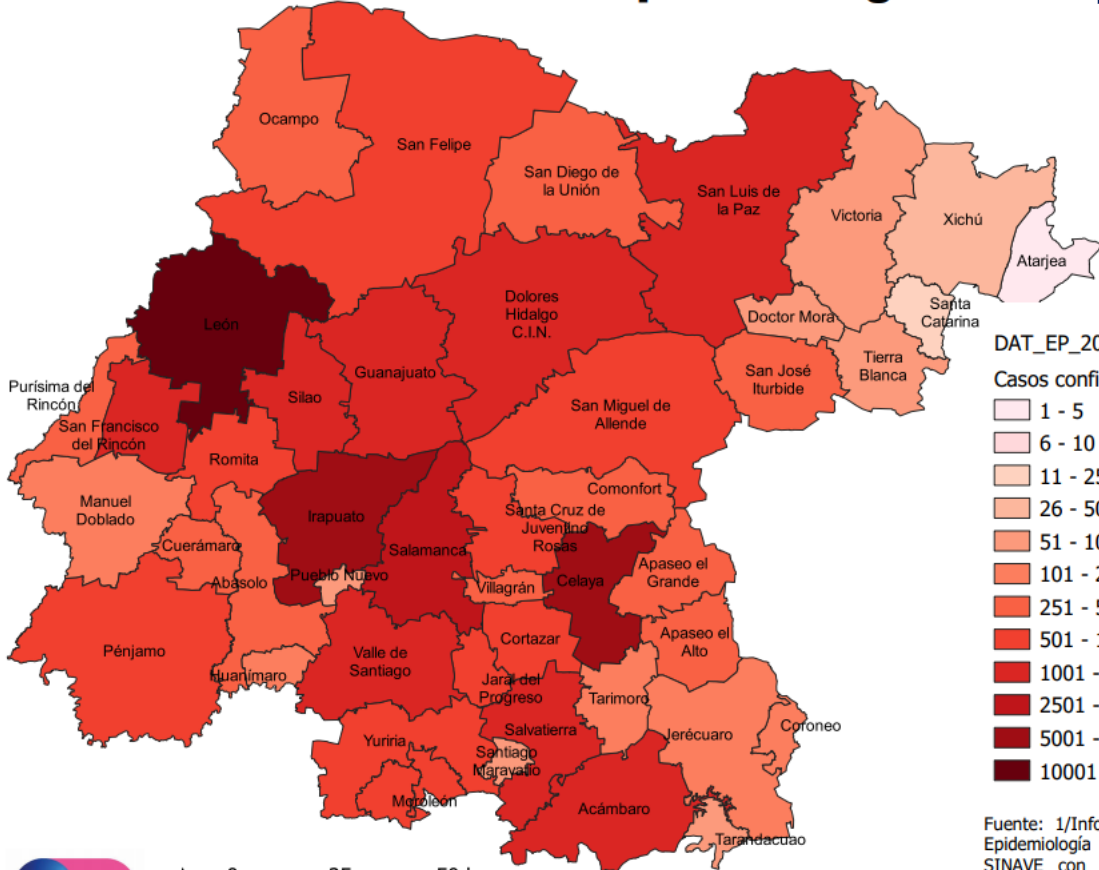 Ocampo
San Felipe
San Diego de
la Unión
San Luis de
la Paz
Victoria
Xichú
Atarjea
León
Dolores
Hidalgo
C.I.N.
Doctor Mora
Santa
Catarina
Guanajuato
San José
Iturbide
Tierra
Blanca
Purísima del
Rincón
Silao
San Miguel de
Allende
San Francisco
del Rincón
Romita
Manuel
Doblado
Irapuato
Comonfort
Santa Cruz de
Juventino
Rosas
Cuerámaro
Salamanca
Abasolo
Pueblo Nuevo
Villagrán
Celaya
Apaseo el
Grande
Pénjamo
Valle de
Santiago
Cortazar
Apaseo el
Alto
Huanímaro
Jaral del
Progreso
Tarimoro
Salvatierra
Jerécuaro
Coroneo
Yuriria
Santiago
Maravatío
Moroleón
Acámbaro
Tarandacuao
DAT_EP_20
Casos confi
1 - 5
6 - 10
11 - 25
26 - 50
51 - 10
101 - 2
251 - 5
501 - 1
1001 -
2501 -
5001 -
10001
Fuente: 1/Info
Epidemiología
SINAVE con